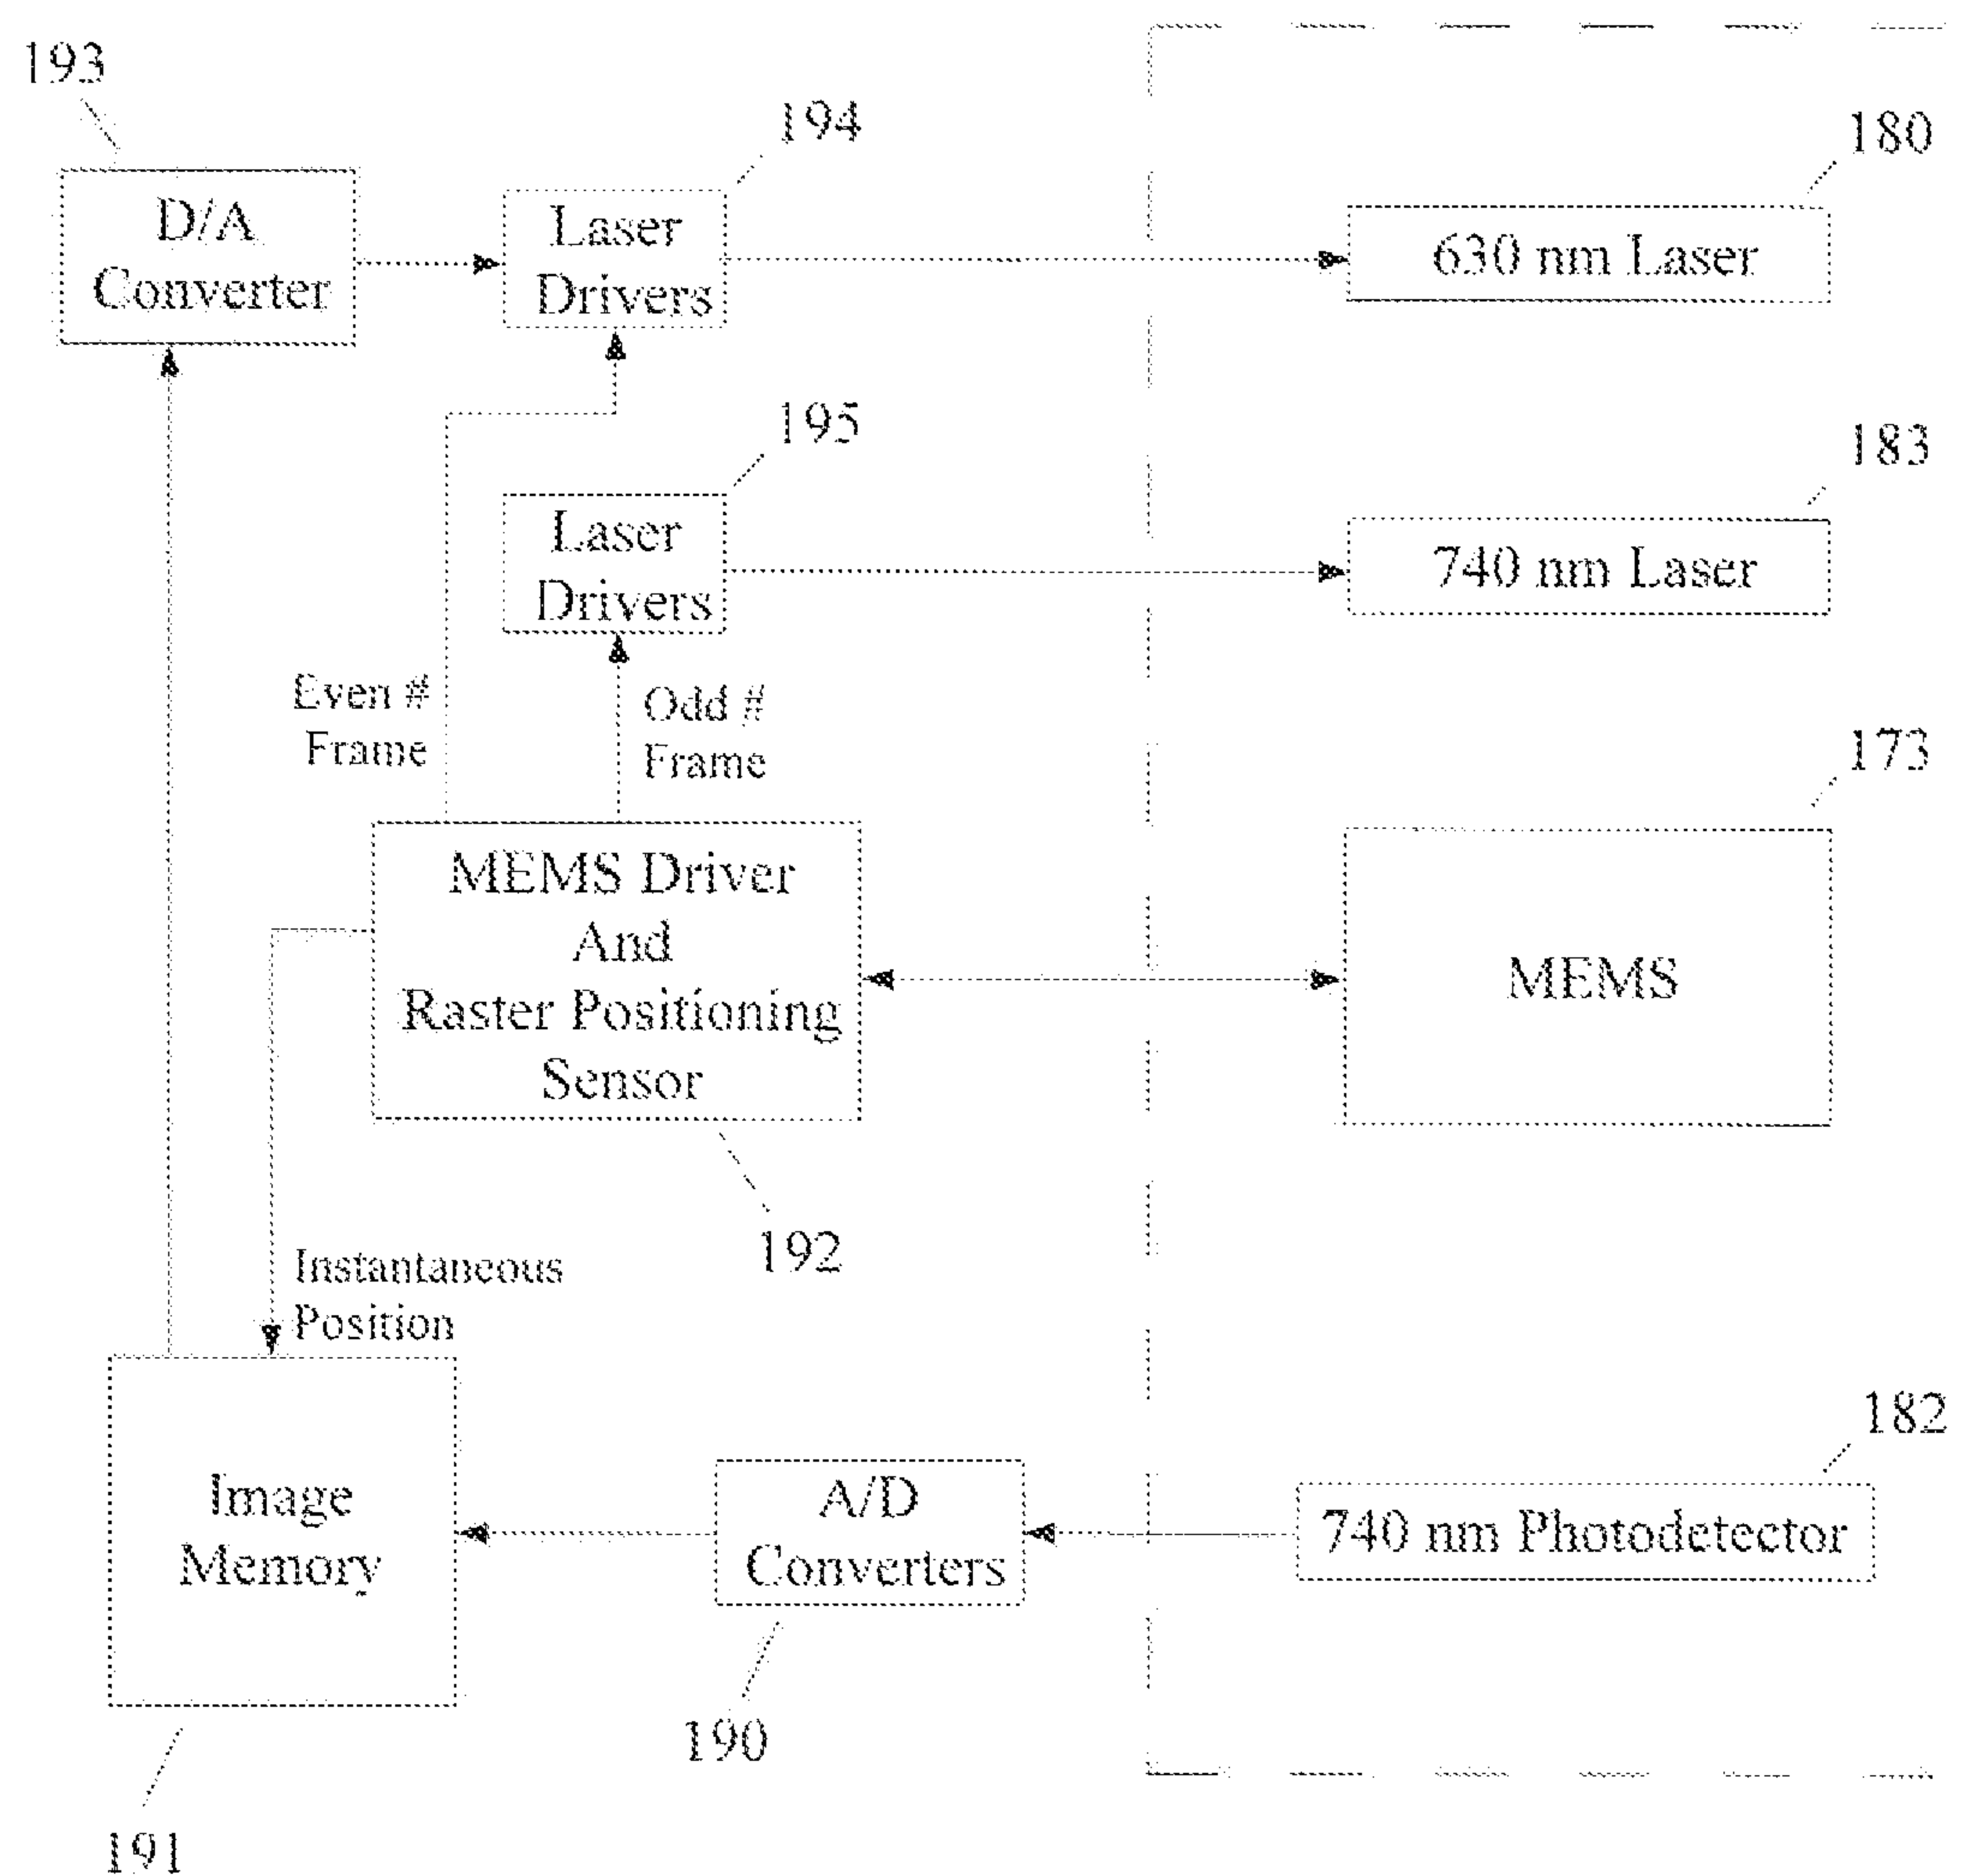 193
194
180
D/A
Converter
Laser
Drivers
630 nm Laser
195
183
Laser
Drivers
740 nm Laser
Even #
Frame
Odd #
Frame
173
MEMS Driver
And
Raster Positioning
Sensor
MEMS
192
Instantaneous
Position
182
Image
Memory
A/D
Converters
740 nm Photodetector
190
191